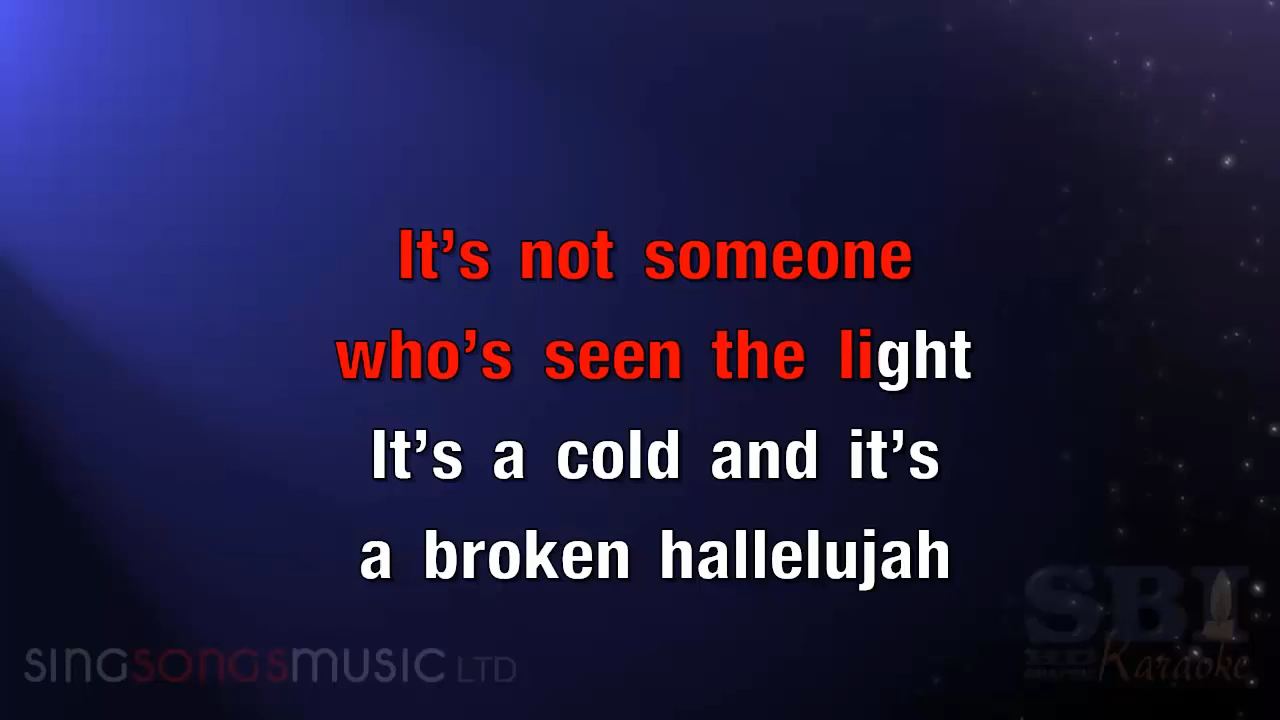 It's not someone
who's seen the light
It's a cold and it's
a broken hallelujah
singsongsmusic LTD
SBI
Karaoke